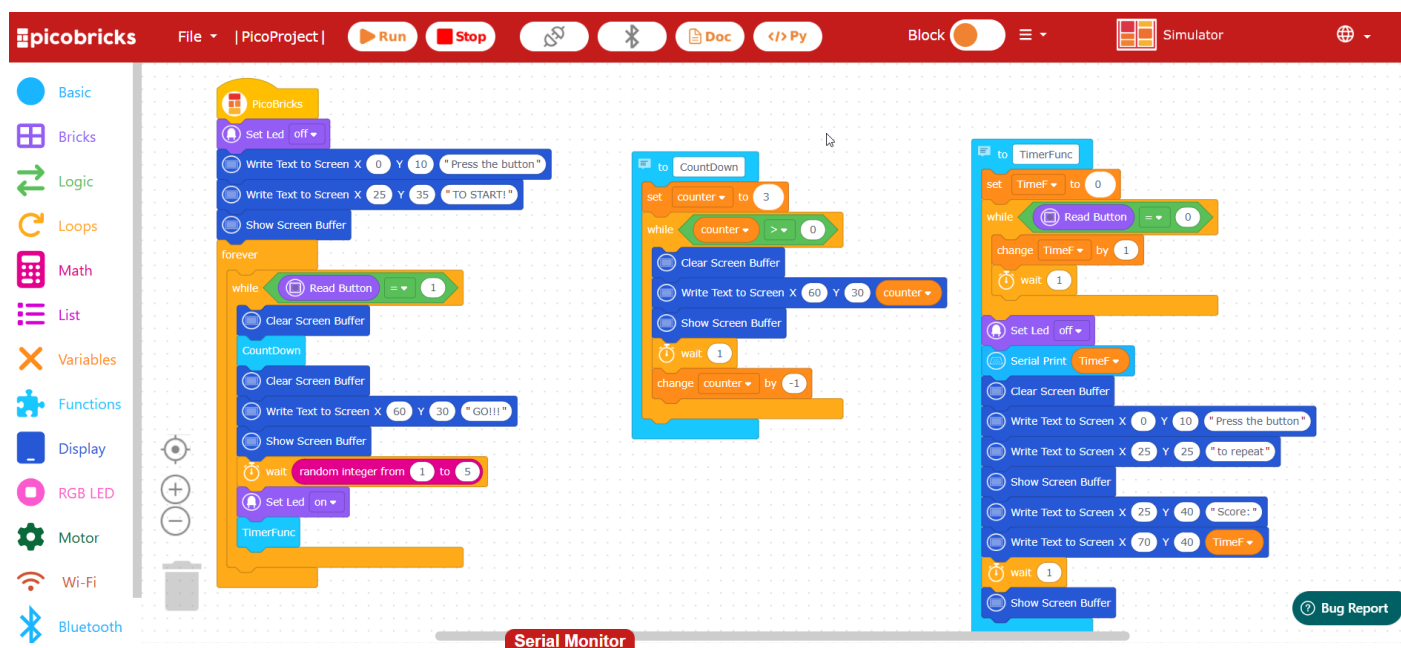 picobricks File | PicoProject | Run Stop Doc </> Py Block Simulator
Basic
Bricks
Logic
Loops
Math
List
Variables
Functions
Display
RGB LED
Motor
Wi-Fi
Bluetooth
PicoBricks
Set Led off
Write Text to Screen X 0 Y 10 "Press the button"
Write Text to Screen X 25 Y 35 "TO START!"
Show Screen Buffer
forever
while Read Button = 1
Clear Screen Buffer
CountDown
Clear Screen Buffer
Write Text to Screen X 60 Y 30 "GO!!!"
Show Screen Buffer
wait random integer from 1 to 5
Set Led on
TimerFunc
to CountDown
set counter to 3
while counter > 0
Clear Screen Buffer
Write Text to Screen X 60 Y 30 counter
Show Screen Buffer
wait 1
change counter by -1
to TimerFunc
set TimeF to 0
while Read Button = 0
change TimeF by 1
wait 1
Set Led off
Serial Print TimeF
Clear Screen Buffer
Write Text to Screen X 0 Y 10 "Press the button"
Write Text to Screen X 25 Y 25 "to repeat"
Show Screen Buffer
Write Text to Screen X 25 Y 40 "Score:"
Write Text to Screen X 70 Y 40 TimeF
wait 1
Show Screen Buffer
Bug Report
Serial Monitor